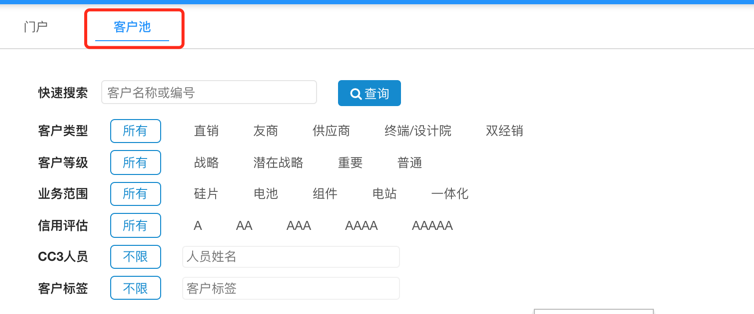 门户 客户池
快速搜索 客户名称或编号 查询
客户类型 所有 直销 友商 供应商 终端/设计院 双经销
客户等级 所有 战略 潜在战略 重要 普通
业务范围 所有 硅片 电池 组件 电站 一体化
信用评估 所有 A AA AAA AAAA AAAAA
CC3人员 不限 人员姓名
客户标签 不限 客户标签